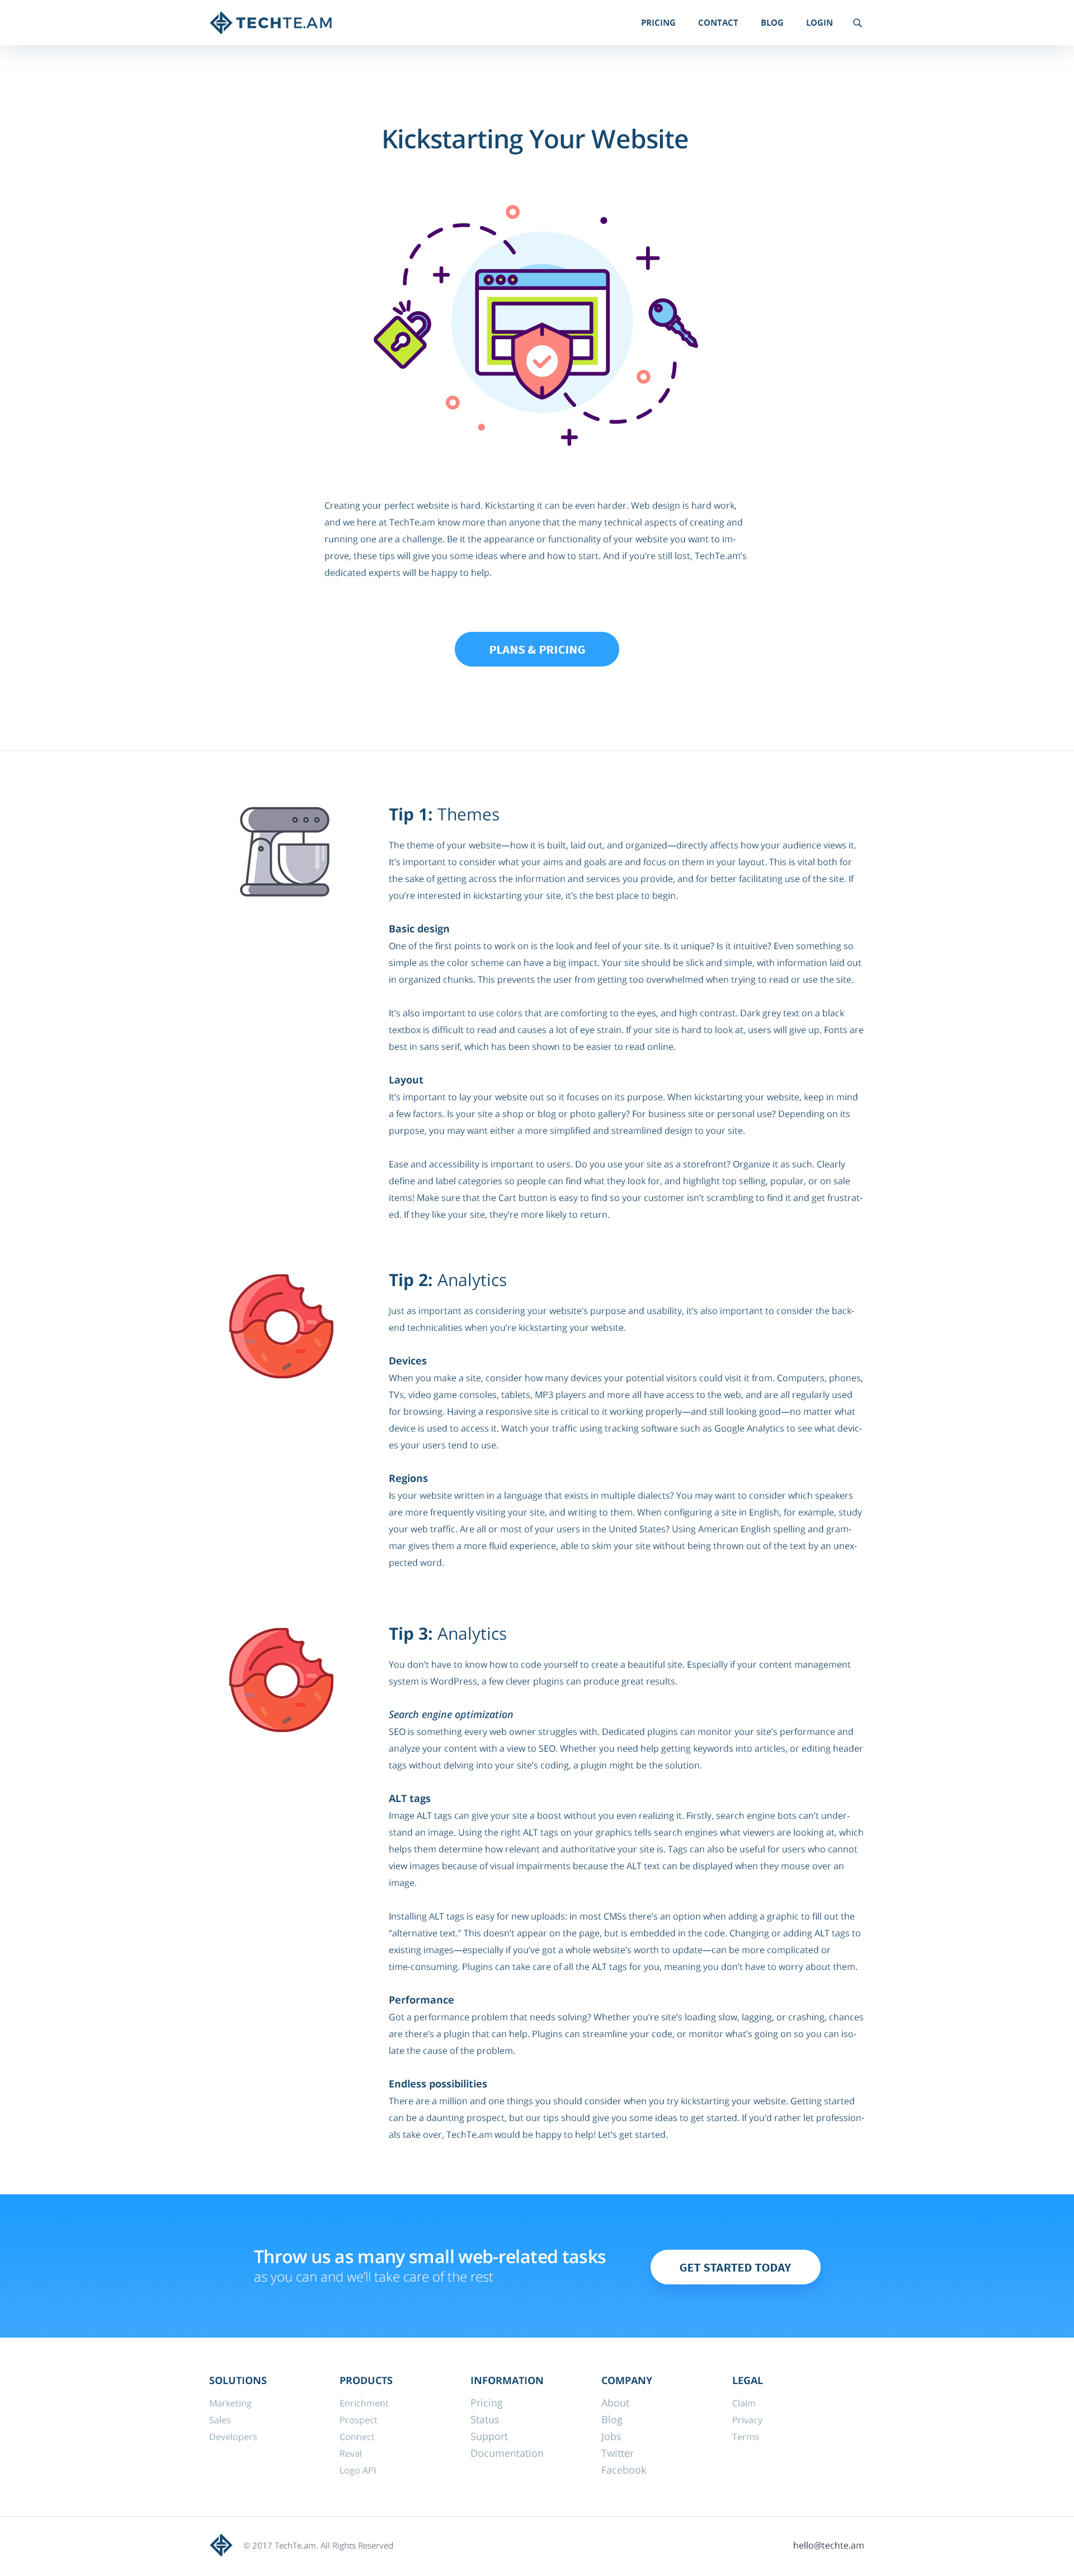 TECHTE.AM
PRICING CONTACT BLOG LOGIN
Kickstarting Your Website
Creating your perfect website is hard. Kickstarting it can be even harder. Web design is hard work,
and we here at TechTe.am know more than anyone that the many technical aspects of creating and
running one are a challenge. Be it the appearance or functionality of your website you want to im-
prove, these tips will give you some ideas where and how to start. And if you're still lost, TechTe.am's
dedicated experts will be happy to help.
PLANS & PRICING
Tip 1: Themes
The theme of your website—how it is built, laid out, and organized—directly affects how your audience views it.
It's important to consider what your aims and goals are and focus on them in your layout. This is vital both for
the sake of getting across the information and services you provide, and for better facilitating use of the site. If
you're interested in kickstarting your site, it's the best place to begin.
Basic design
One of the first points to work on is the look and feel of your site. Is it unique? Is it intuitive? Even something so
simple as the color scheme can have a big impact. Your site should be slick and simple, with information laid out
in organized chunks. This prevents the user from getting too overwhelmed when trying to read or use the site.
It's also important to use colors that are comforting to the eyes, and high contrast. Dark grey text on a black
textbox is difficult to read and causes a lot of eye strain. If your site is hard to look at, users will give up. Fonts are
best in sans serif, which has been shown to be easier to read online.
Layout
It's important to lay your website out so it focuses on its purpose. When kickstarting your website, keep in mind
a few factors. Is your site a shop or blog or photo gallery? For business site or personal use? Depending on its
purpose, you may want either a more simplified and streamlined design to your site.
Ease and accessibility is important to users. Do you use your site as a storefront? Organize it as such. Clearly
define and label categories so people can find what they look for, and highlight top selling, popular, or on sale
items! Make sure that the Cart button is easy to find so your customer isn't scrambling to find it and get frustrat-
ed. If they like your site, they're more likely to return.
Tip 2: Analytics
Just as important as considering your website's purpose and usability, it's also important to consider the back-
end technicalities when you're kickstarting your website.
Devices
When you make a site, consider how many devices your potential visitors could visit it from. Computers, phones,
TVs, video game consoles, tablets, MP3 players and more all have access to the web, and are all regularly used
for browsing. Having a responsive site is critical to it working properly—and still looking good—no matter what
device is used to access it. Watch your traffic using tracking software such as Google Analytics to see what devic-
es your users tend to use.
Regions
Is your website written in a language that exists in multiple dialects? You may want to consider which speakers
are more frequently visiting your site, and writing to them. When configuring a site in English, for example, study
your web traffic. Are all or most of your users in the United States? Using American English spelling and gram-
mar gives them a more fluid experience, able to skim your site without being thrown out of the text by an unex-
pected word.
Tip 3: Analytics
You don't have to know how to code yourself to create a beautiful site. Especially if your content management
system is WordPress, a few clever plugins can produce great results.
Search engine optimization
SEO is something every web owner struggles with. Dedicated plugins can monitor your site's performance and
analyze your content with a view to SEO. Whether you need help getting keywords into articles, or editing header
tags without delving into your site's coding, a plugin might be the solution.
ALT tags
Image ALT tags can give your site a boost without you even realizing it. Firstly, search engine bots can't under-
stand an image. Using the right ALT tags on your graphics tells search engines what viewers are looking at, which
helps them determine how relevant and authoritative your site is. Tags can also be useful for users who cannot
view images because of visual impairments because the ALT text can be displayed when they mouse over an
image.
Installing ALT tags is easy for new uploads: in most CMSs there's an option when adding a graphic to fill out the
"alternative text." This doesn't appear on the page, but is embedded in the code. Changing or adding ALT tags to
existing images—especially if you've got a whole website's worth to update—can be more complicated or
time-consuming. Plugins can take care of all the ALT tags for you, meaning you don't have to worry about them.
Performance
Got a performance problem that needs solving? Whether you're site's loading slow, lagging, or crashing, chances
are there's a plugin that can help. Plugins can streamline your code, or monitor what's going on so you can iso-
late the cause of the problem.
Endless possibilities
There are a million and one things you should consider when you try kickstarting your website. Getting started
can be a daunting prospect, but our tips should give you some ideas to get started. If you'd rather let profession-
als take over, TechTe.am would be happy to help! Let's get started.
Throw us as many small web-related tasks
as you can and we'll take care of the rest
GET STARTED TODAY
SOLUTIONS
Marketing
Sales
Developers
PRODUCTS
Enrichment
Prospect
Connect
Reval
Logo API
INFORMATION
Pricing
Status
Support
Documentation
COMPANY
About
Blog
Jobs
Twitter
Facebook
LEGAL
Claim
Privacy
Terms
© 2017 TechTe.am. All Rights Reserved
hello@techte.am